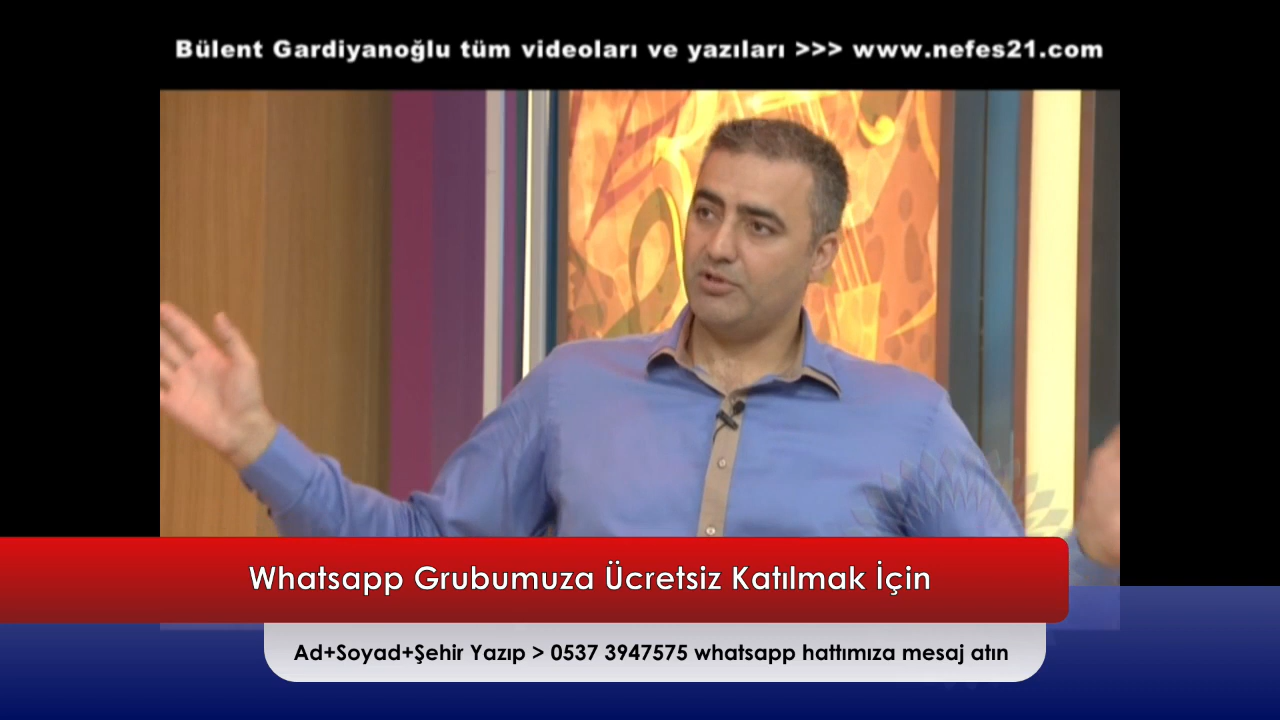 Bülent Gardiyanoğlu tüm videoları ve yazıları >>> www.nefes21.com
Whatsapp Grubumuza Ücretsiz Katılmak İçin
Ad+Soyad+Şehir Yazıp > 0537 3947575 whatsapp hattımıza mesaj atın